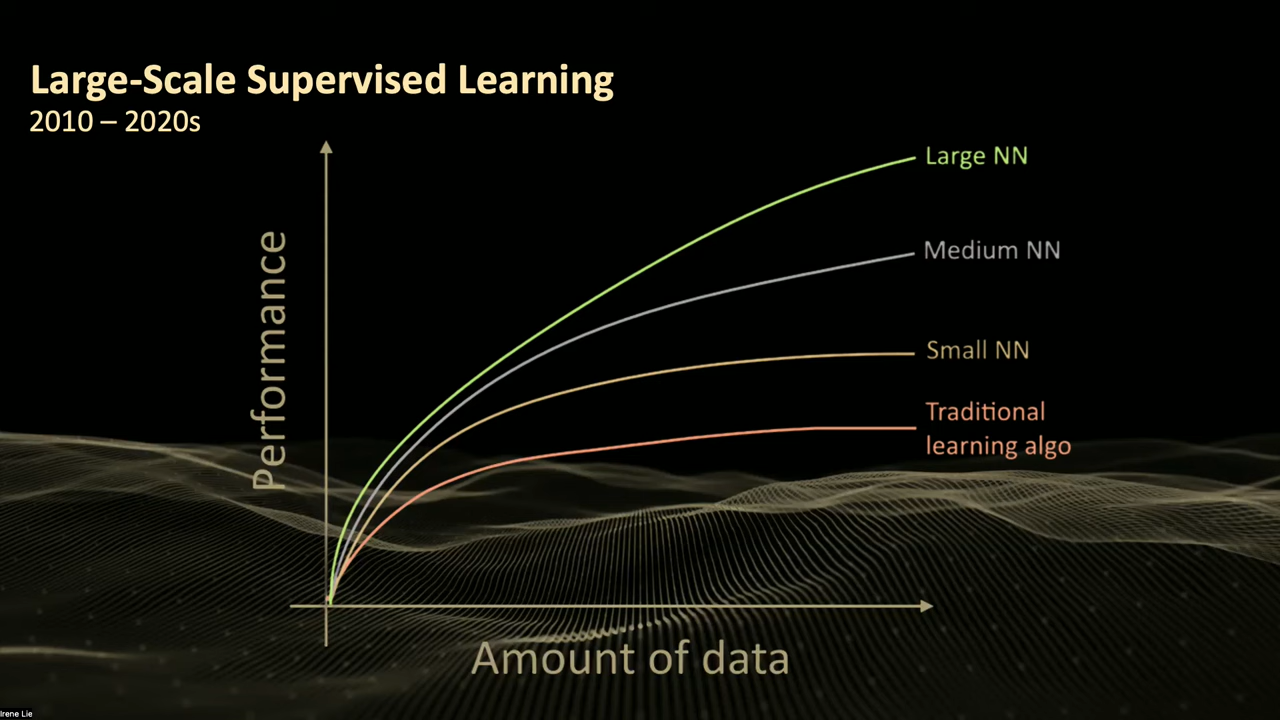 Large-Scale Supervised Learning
2010 – 2020s
Large NN
Medium NN
Small NN
Traditional
learning algo
Performance
Amount of data
Irene Lie